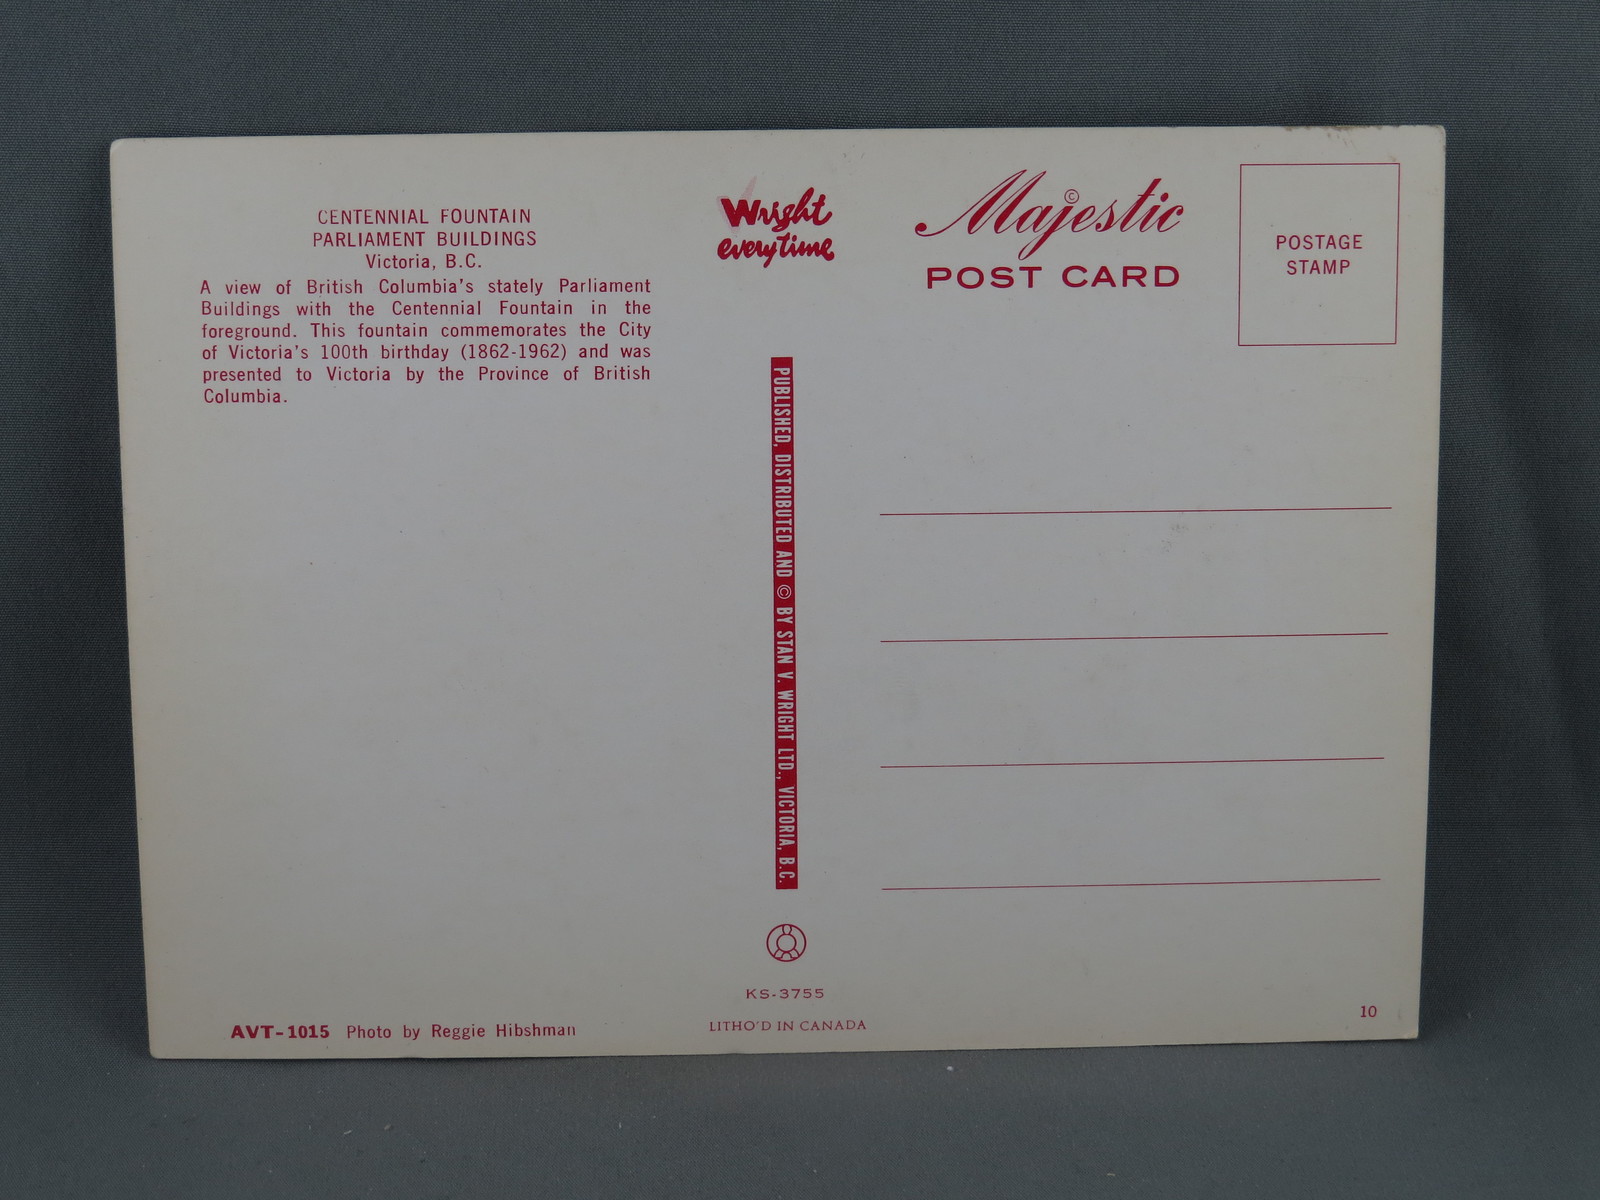 CENTENNIAL FOUNTAIN
PARLIAMENT BUILDINGS
Victoria, B.C.
A view of British Columbia's stately Parliament
Buildings with the Centennial Fountain in the
foreground. This fountain commemorates the City
of Victoria's 100th birthday (1862-1962) and was
presented to Victoria by the Province of British
Columbia.
AVT-1015 Photo by Reggie Hibshman
Wright
everytime
PUBLISHED, DISTRIBUTED AND © BY STAN V. WRIGHT LTD., VICTORIA, B.C.
KS-3755
LITHO'D IN CANADA
Majestic ©
POST CARD
POSTAGE
STAMP
10